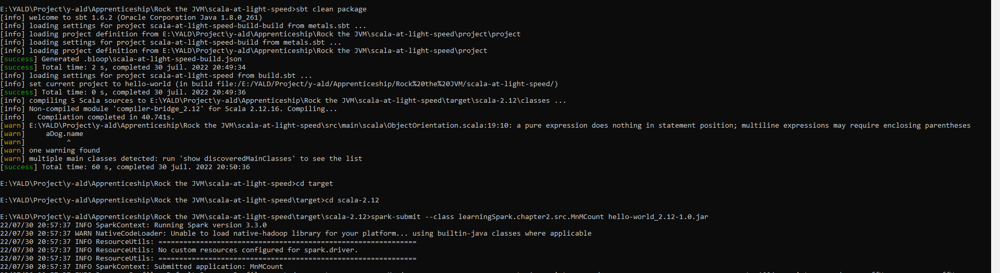 E:\YALD\Project\y-ald\Apprenticeship\Rock the JVM\scala-at-light-speed>sbt clean package
[info] welcome to sbt 1.6.2 (Oracle Corporation Java 1.8.0_261)
[info] loading settings for project scala-at-light-speed-build-build from metals.sbt ...
[info] loading project definition from E:\YALD\Project\y-ald\Apprenticeship\Rock the JVM\scala-at-light-speed\project\project
[info] loading settings for project scala-at-light-speed-build from metals.sbt ...
[info] loading project definition from E:\YALD\Project\y-ald\Apprenticeship\Rock the JVM\scala-at-light-speed\project
[success] Generated .bloop\scala-at-light-speed-build.json
[success] Total time: 2 s, completed 30 juil. 2022 20:49:34
[info] loading settings for project scala-at-light-speed from build.sbt ...
[info] set current project to hello-world (in build file:/E:/YALD/Project/y-ald/Apprenticeship/Rock%20the%20JVM/scala-at-light-speed/)
[success] Total time: 0 s, completed 30 juil. 2022 20:49:36
[info] compiling 5 Scala sources to E:\YALD\Project\y-ald\Apprenticeship\Rock the JVM\scala-at-light-speed\target\scala-2.12\classes ...
[info] Non-compiled module 'compiler-bridge_2.12' for Scala 2.12.16. Compiling...
[info]   Compilation completed in 40.741s.
[warn] E:\YALD\Project\y-ald\Apprenticeship\Rock the JVM\scala-at-light-speed\src\main\scala\ObjectOrientation.scala:19:10: a pure expression does nothing in statement position; multiline expressions may require enclosing parentheses
[warn]     aDog.name
[warn]          ^
[warn] one warning found
[warn] multiple main classes detected: run 'show discoveredMainClasses' to see the list
[success] Total time: 60 s, completed 30 juil. 2022 20:50:36
E:\YALD\Project\y-ald\Apprenticeship\Rock the JVM\scala-at-light-speed>cd target
E:\YALD\Project\y-ald\Apprenticeship\Rock the JVM\scala-at-light-speed\target>cd scala-2.12
E:\YALD\Project\y-ald\Apprenticeship\Rock the JVM\scala-at-light-speed\target\scala-2.12>spark-submit --class learningSpark.chapter2.src.MnMCount hello-world_2.12-1.0.jar
22/07/30 20:57:37 INFO SparkContext: Running Spark version 3.3.0
22/07/30 20:57:37 WARN NativeCodeLoader: Unable to load native-hadoop library for your platform... using builtin-java classes where applicable
22/07/30 20:57:37 INFO ResourceUtils: ==============================================================
22/07/30 20:57:37 INFO ResourceUtils: No custom resources configured for spark.driver.
22/07/30 20:57:37 INFO ResourceUtils: ==============================================================
22/07/30 20:57:37 INFO SparkContext: Submitted application: MnMCount